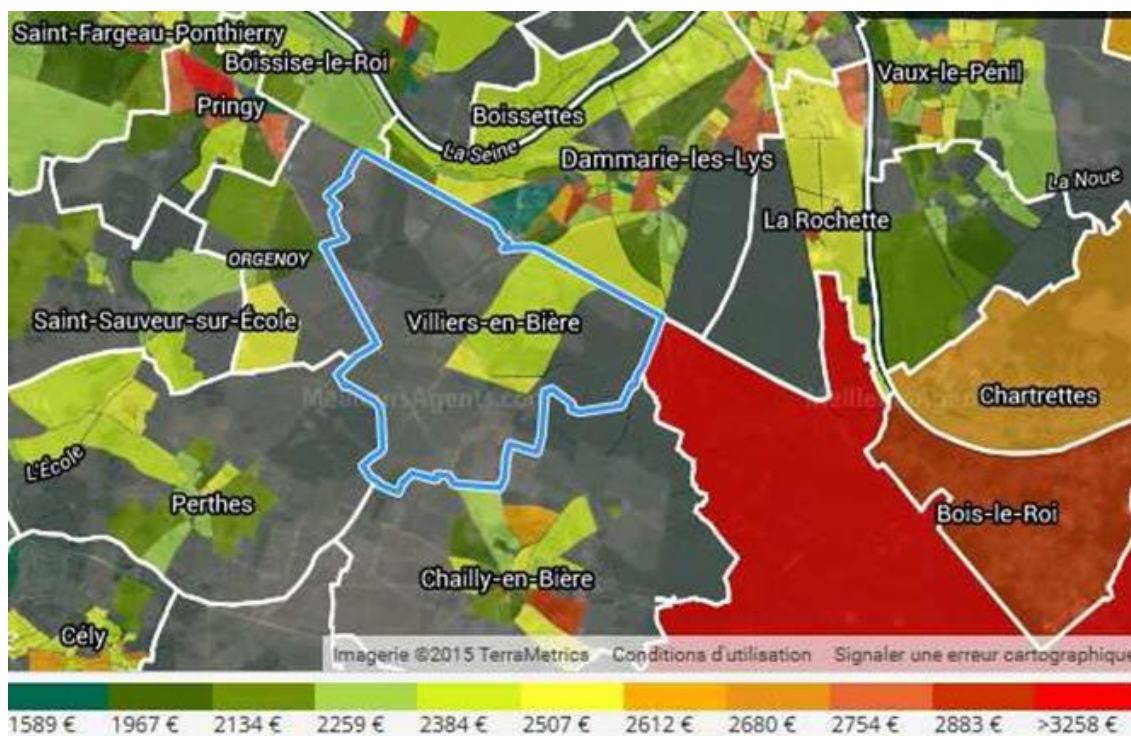 Saint-Fargeau-Ponthierry
Boissise-le-Roi
Vaux-le-Pénil
Pringy
Boissettes
La Seine
Dammarie-les-Lys
La Noue
La Rochette
ORGENOY
Saint-Sauveur-sur-École
Villiers-en-Bière
MeilleursAgents.com
Chartrettes
L'École
Perthes
Bois-le-Roi
Chailly-en-Bière
Cély
Imagerie ©2015 TerraMetrics Conditions d'utilisation Signaler une erreur cartographique
1589 € 1967 € 2134 € 2259 € 2384 € 2507 € 2612 € 2680 € 2754 € 2883 € >3258 €